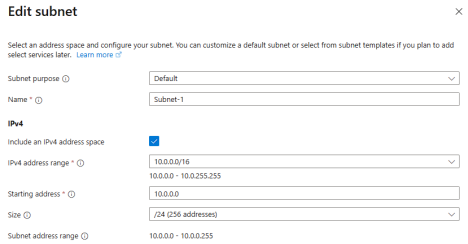 Edit subnet
Select an address space and configure your subnet. You can customize a default subnet or select from subnet templates if you plan to add
select services later. Learn more
Subnet purpose
Default
Name *
Subnet-1
IPv4
Include an IPv4 address space
IPv4 address range *
10.0.0.0/16
10.0.0.0 - 10.0.255.255
Starting address *
10.0.0.0
Size
/24 (256 addresses)
Subnet address range
10.0.0.0 - 10.0.0.255